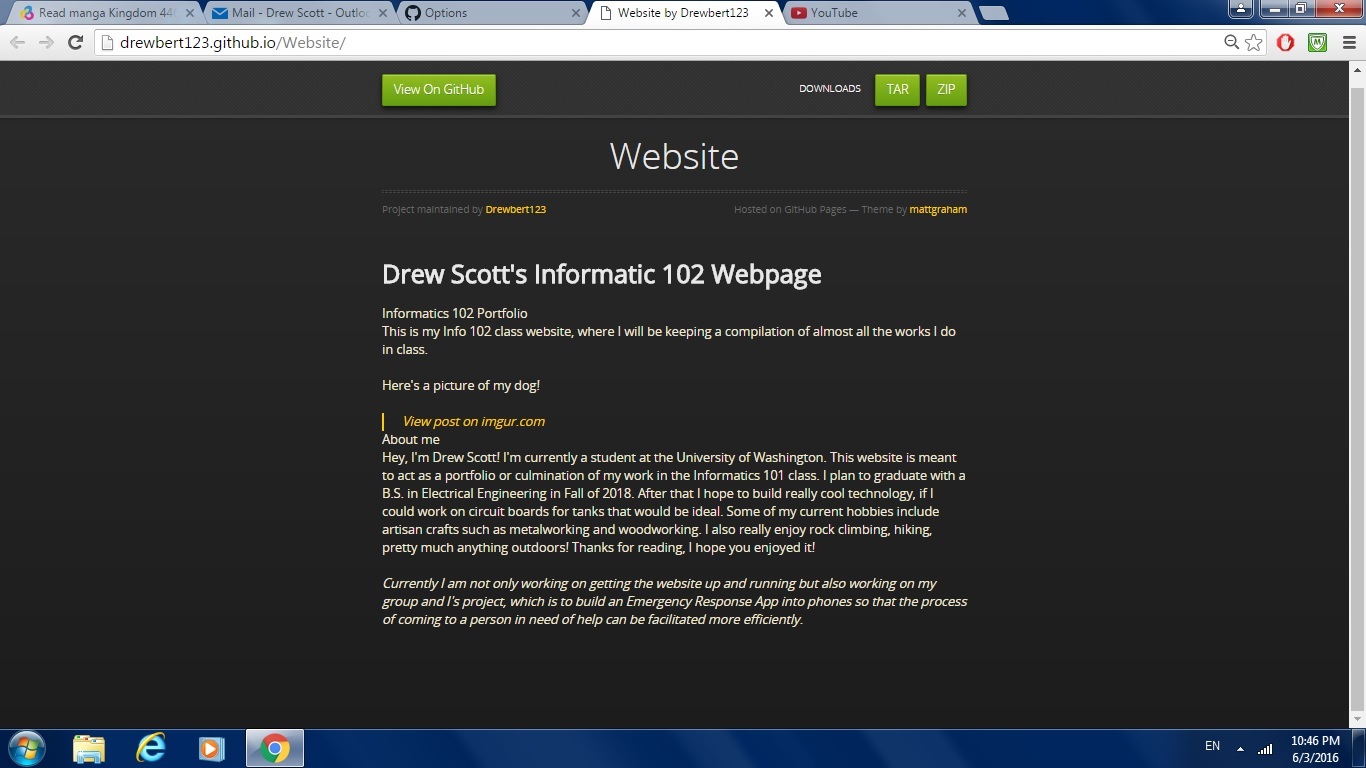 Read manga Kingdom 446
Mail - Drew Scott - Outloo
Options
Website by Drewbert123
YouTube
drewbert123.github.io/Website/
View On GitHub
DOWNLOADS
TAR
ZIP
Website
Project maintained by Drewbert123
Hosted on GitHub Pages — Theme by mattgraham
Drew Scott's Informatic 102 Webpage
Informatics 102 Portfolio
This is my Info 102 class website, where I will be keeping a compilation of almost all the works I do
in class.
Here's a picture of my dog!
View post on imgur.com
About me
Hey, I'm Drew Scott! I'm currently a student at the University of Washington. This website is meant
to act as a portfolio or culmination of my work in the Informatics 101 class. I plan to graduate with a
B.S. in Electrical Engineering in Fall of 2018. After that I hope to build really cool technology, if I
could work on circuit boards for tanks that would be ideal. Some of my current hobbies include
artisan crafts such as metalworking and woodworking. I also really enjoy rock climbing, hiking,
pretty much anything outdoors! Thanks for reading, I hope you enjoyed it!
Currently I am not only working on getting the website up and running but also working on my
group and I's project, which is to build an Emergency Response App into phones so that the process
of coming to a person in need of help can be facilitated more efficiently.
EN
10:46 PM
6/3/2016